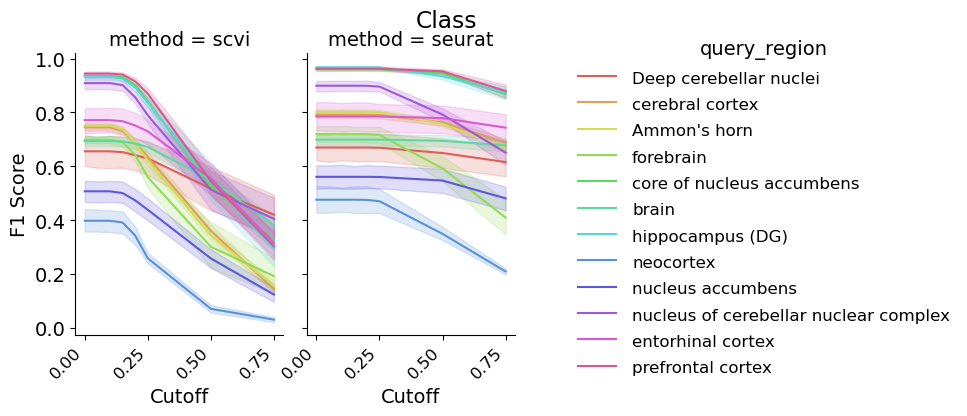 Class
method = scvi
method = seurat
F1 Score
1.0
0.8
0.6
0.4
0.2
0.0
0.00
0.25
0.50
0.75
Cutoff
0.00
0.25
0.50
0.75
Cutoff
query_region
Deep cerebellar nuclei
cerebral cortex
Ammon's horn
forebrain
core of nucleus accumbens
brain
hippocampus (DG)
neocortex
nucleus accumbens
nucleus of cerebellar nuclear complex
entorhinal cortex
prefrontal cortex